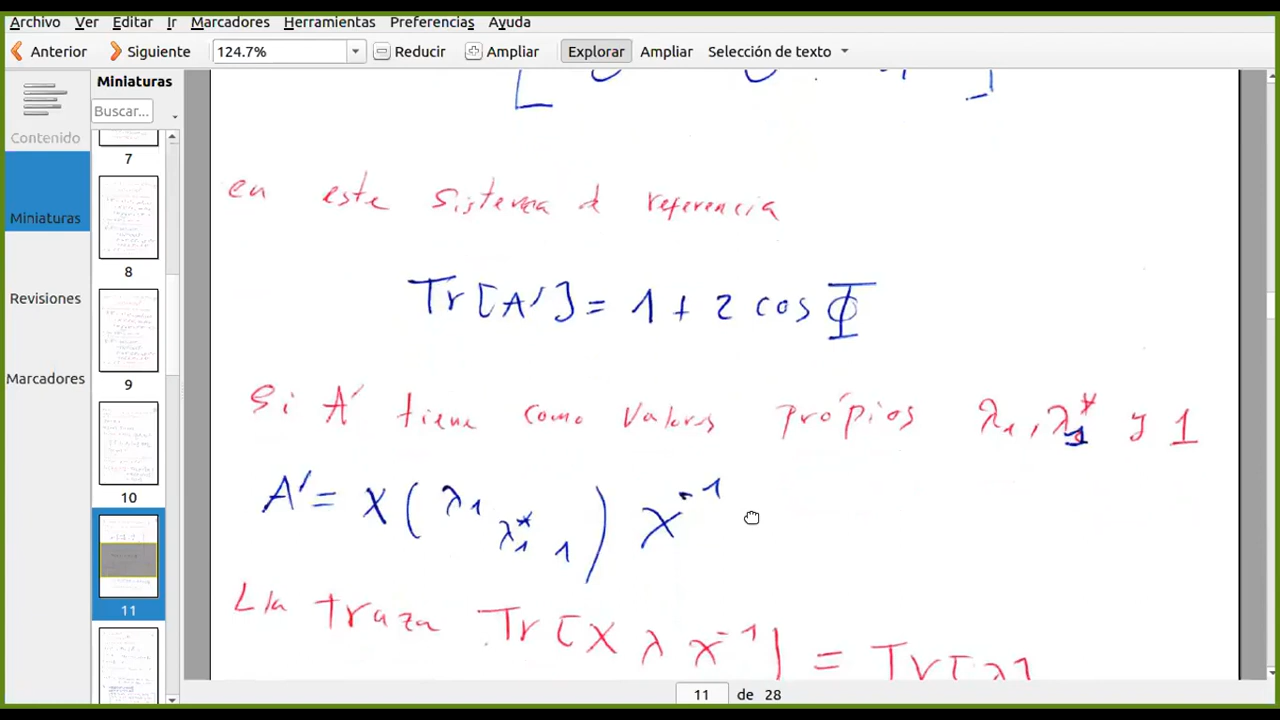 Archivo Ver Editar Ir Marcadores Herramientas Preferencias Ayuda
Anterior Siguiente 124.7% Reducir Ampliar Explorar Ampliar Selección de texto
Contenido
Miniaturas
Revisiones
Marcadores
Miniaturas
Buscar...
7
8
9
10
11
en este sistema d referencia
Tr[A'] = 1 + 2 cos Φ
Si A' tiene como valores própios λ1, λ1* y 1
A' = X ( λ1 λ1* 1 ) X⁻¹
La traza Tr[X λ X⁻¹] = Tr[λ]
11 de 28